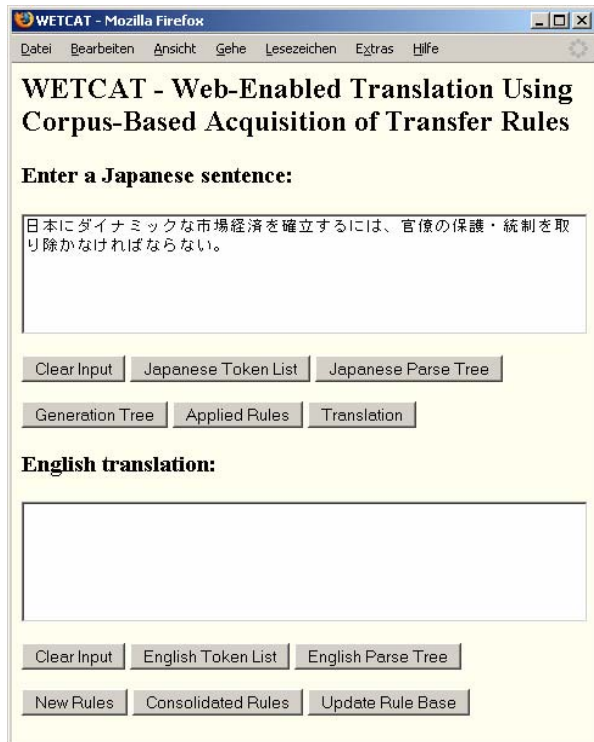 WETCAT - Mozilla Firefox
Datei Bearbeiten Ansicht Gehe Lesezeichen Extras Hilfe
WETCAT - Web-Enabled Translation Using
Corpus-Based Acquisition of Transfer Rules
Enter a Japanese sentence:
日本にダイナミックな市場経済を確立するには、官僚の保護・統制を取
り除かなければならない。
Clear Input Japanese Token List Japanese Parse Tree
Generation Tree Applied Rules Translation
English translation:
Clear Input English Token List English Parse Tree
New Rules Consolidated Rules Update Rule Base